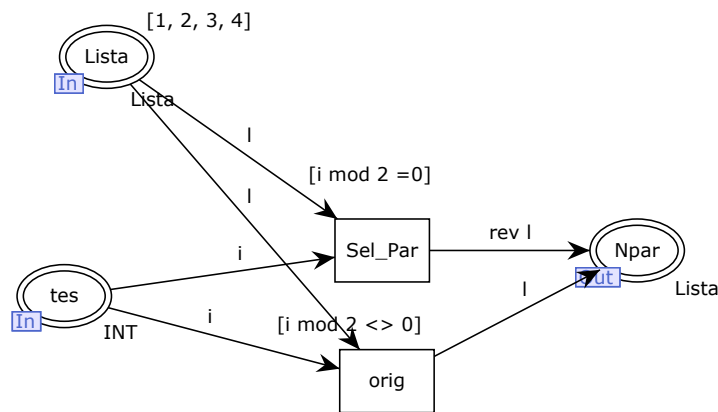 [1, 2, 3, 4]
Lista
In
Lista
l
[i mod 2 =0]
l
rev l
Sel_Par
Npar
i
Out
Lista
tes
l
In
i
INT
[i mod 2 <> 0]
orig